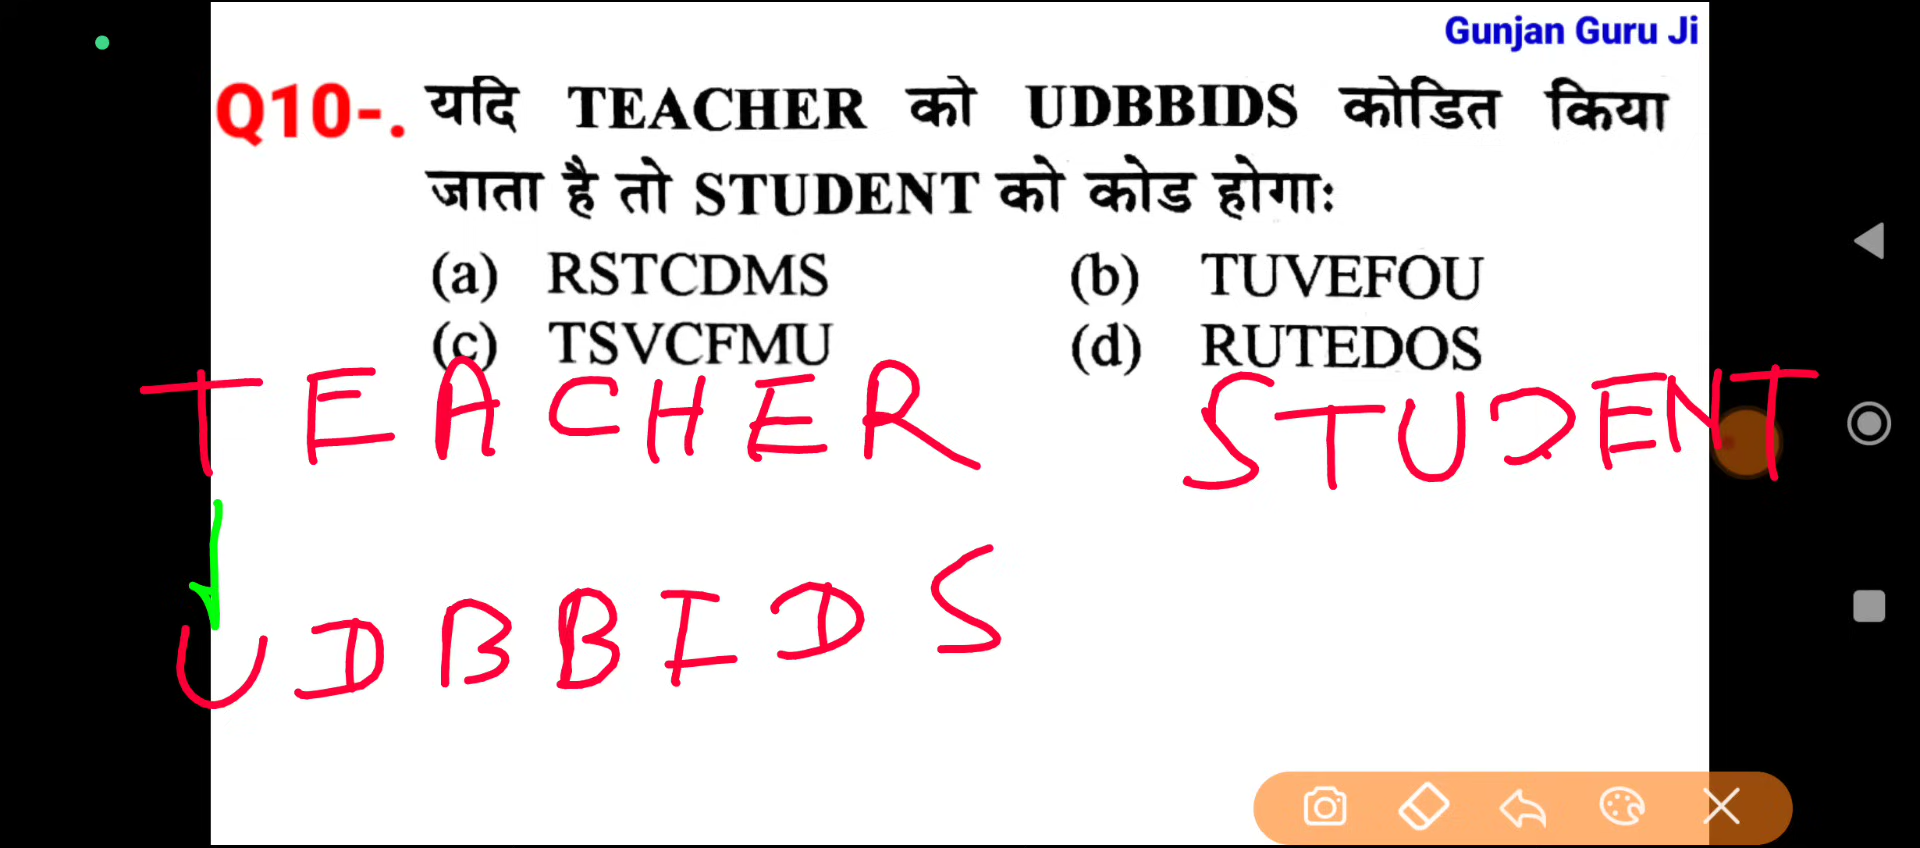 Gunjan Guru Ji
Q10-. यदि TEACHER को UDBBIDS कोडित किया
जाता है तो STUDENT को कोड होगाः
(a) RSTCDMS (b) TUVEFOU
(c) TSVCFMU (d) RUTEDOS
TEACHER STUDENT
UDBBIDS